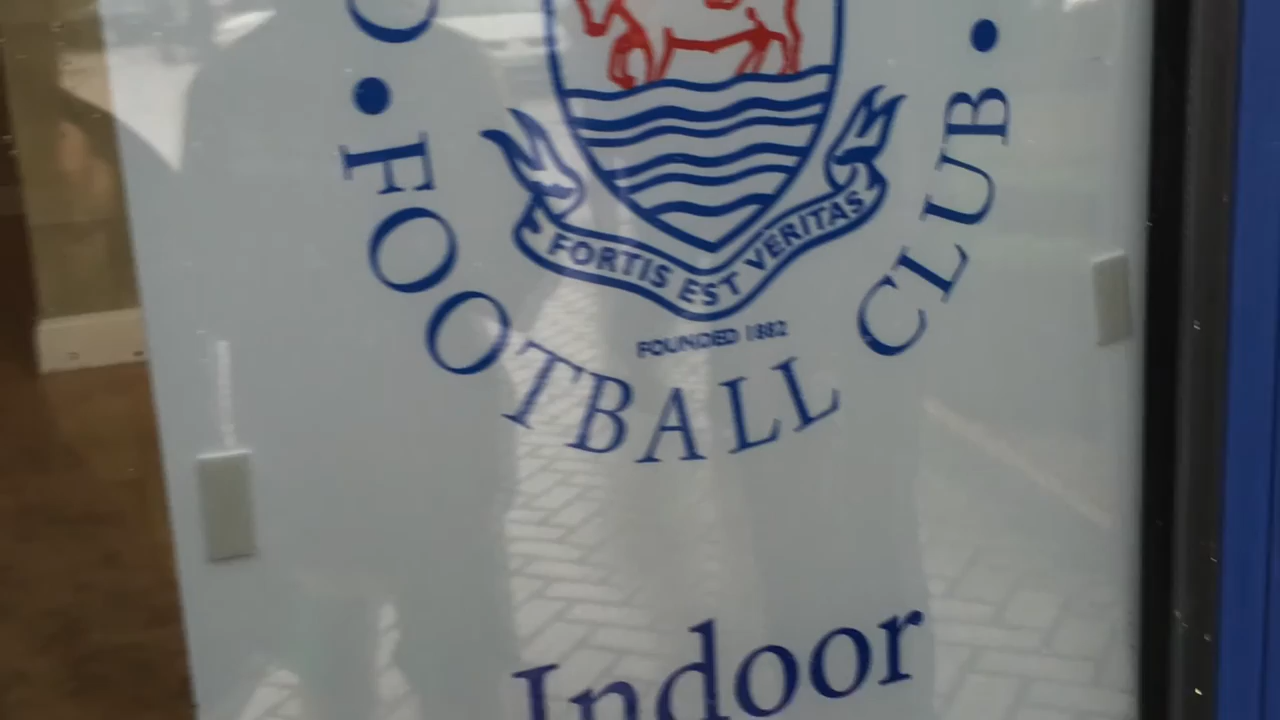 FORTIS EST VERITAS
FOUNDED 1882
• FOOTBALL CLUB •
Indoor